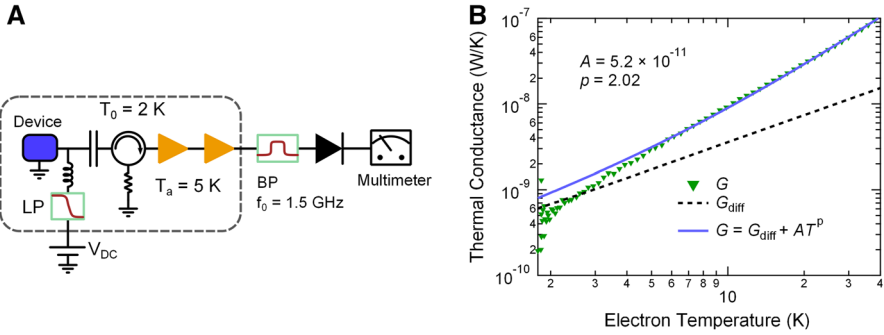 A
T₀ = 2 K
Device
Tₐ = 5 K
LP
V_DC
BP
f₀ = 1.5 GHz
Multimeter
B
Thermal Conductance (W/K)
10⁻⁷
6
4
2
10⁻⁸
6
4
2
10⁻⁹
8
6
4
2
10⁻¹⁰
A = 5.2 × 10⁻¹¹
p = 2.02
G
G_diff
G = G_diff + AT^p
2 3 4 5 6 7 8 9 10 2 3 4
Electron Temperature (K)